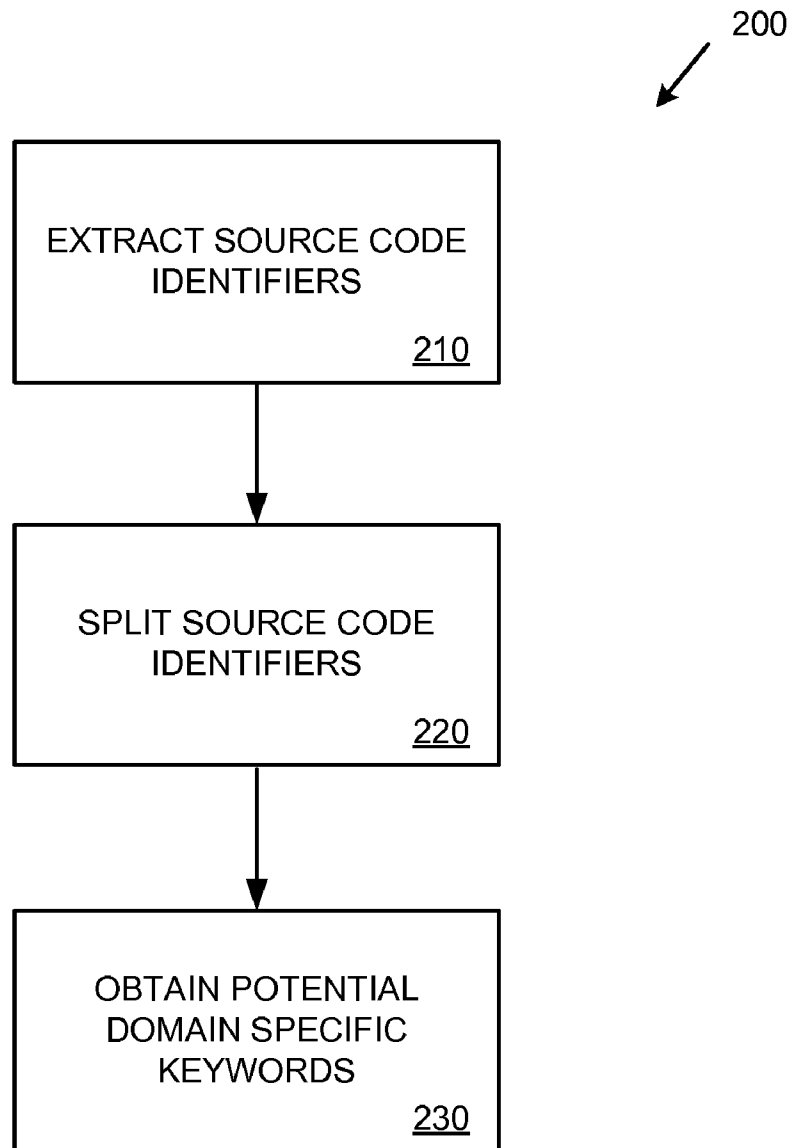 200
EXTRACT SOURCE CODE
IDENTIFIERS
210
SPLIT SOURCE CODE
IDENTIFIERS
220
OBTAIN POTENTIAL
DOMAIN SPECIFIC
KEYWORDS
230